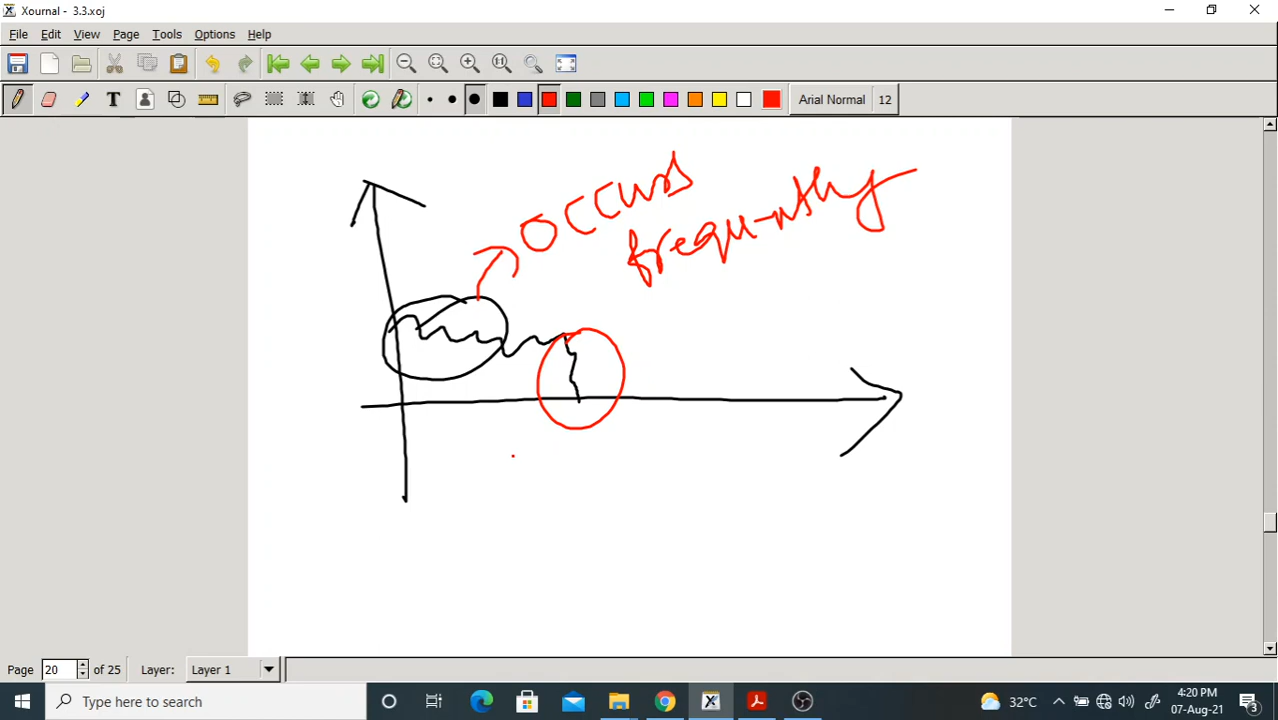 Xournal - 3.3.xoj
File Edit View Page Tools Options Help
Arial Normal 12
occurs
frequently
Page 20 of 25 Layer: Layer 1
Type here to search
32°C
4:20 PM
07-Aug-21
3